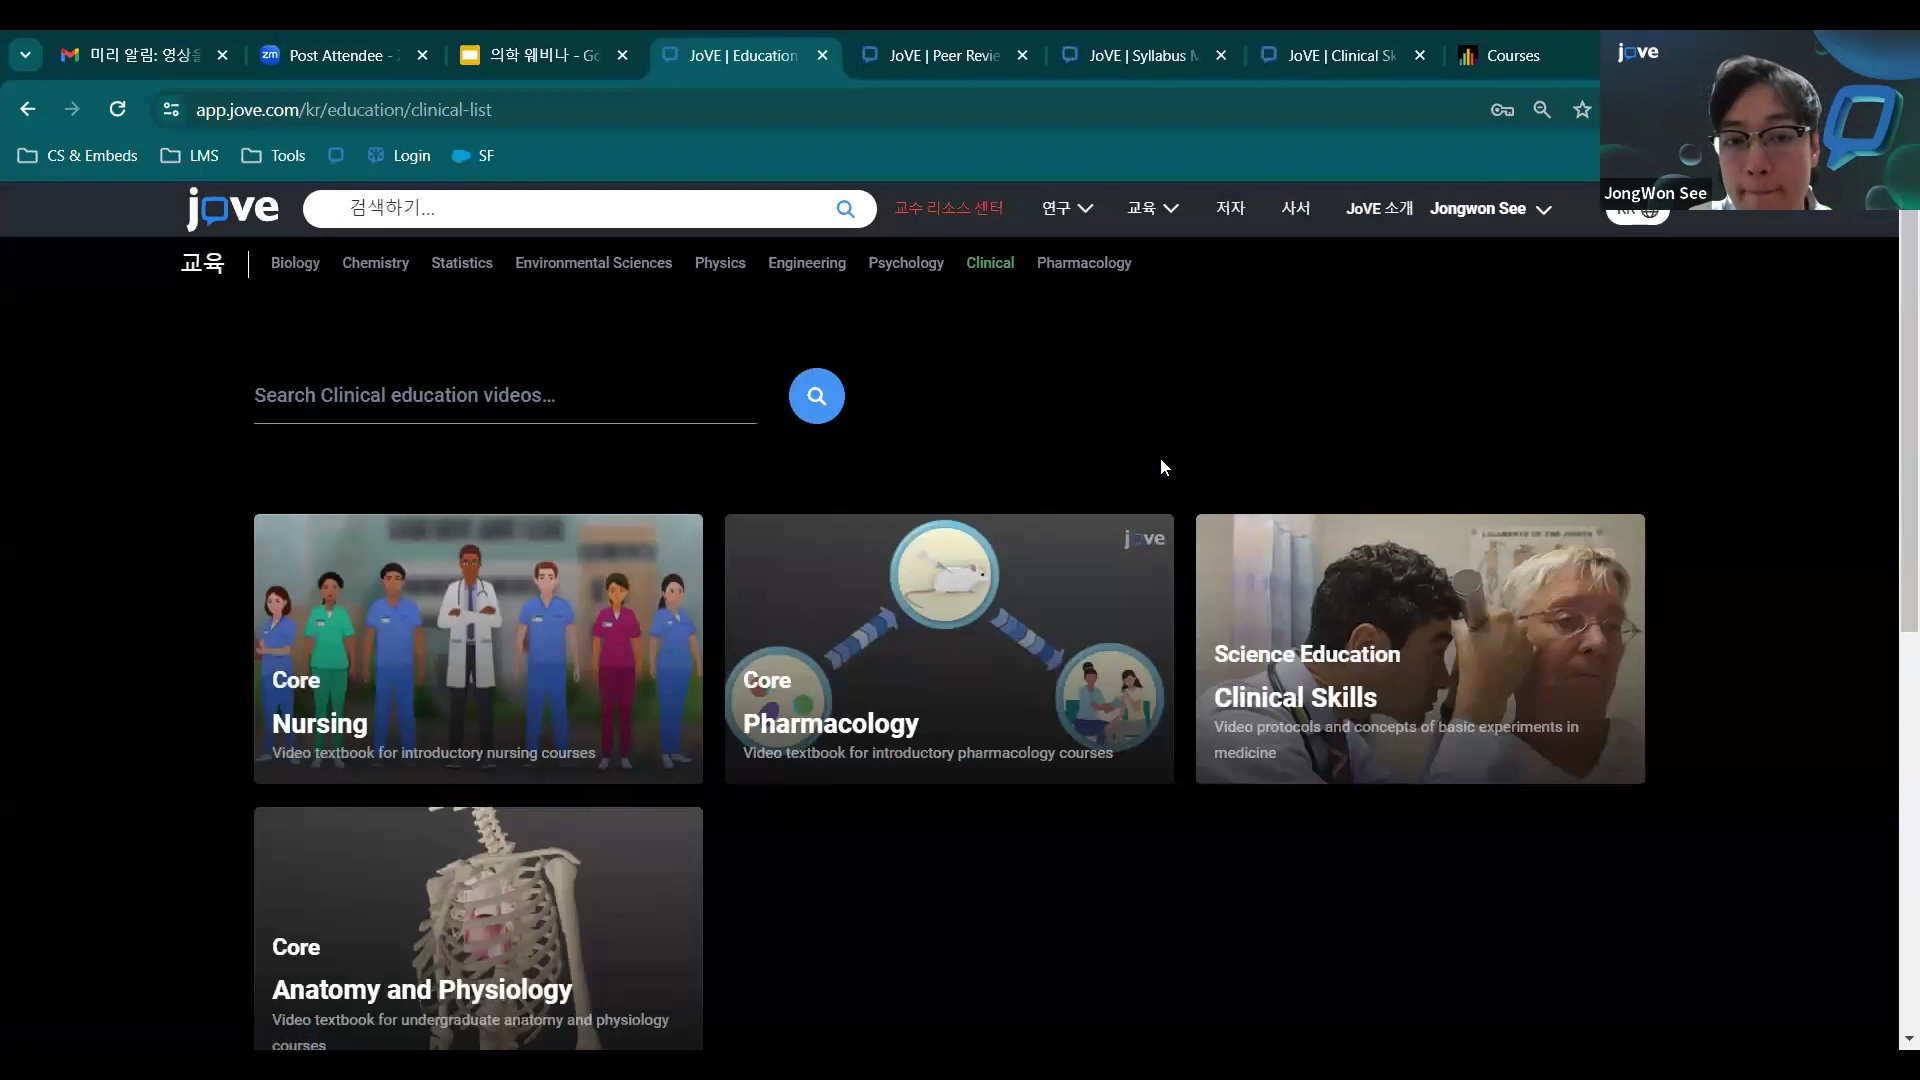 미리 알림: 영상을
Post Attendee -
의학 웨비나 - Go
JoVE | Education
JoVE | Peer Revie
JoVE | Syllabus M
JoVE | Clinical Sk
Courses
jove
app.jove.com/kr/education/clinical-list
CS & Embeds
LMS
Tools
Login
SF
JongWon See
jove
검색하기...
교수 리소스 센터
연구
교육
저자
사서
JoVE 소개
Jongwon See
KR
교육
Biology
Chemistry
Statistics
Environmental Sciences
Physics
Engineering
Psychology
Clinical
Pharmacology
Search Clinical education videos...
Core
Nursing
Video textbook for introductory nursing courses
jove
Core
Pharmacology
Video textbook for introductory pharmacology courses
Science Education
Clinical Skills
Video protocols and concepts of basic experiments in
medicine
Core
Anatomy and Physiology
Video textbook for undergraduate anatomy and physiology
courses